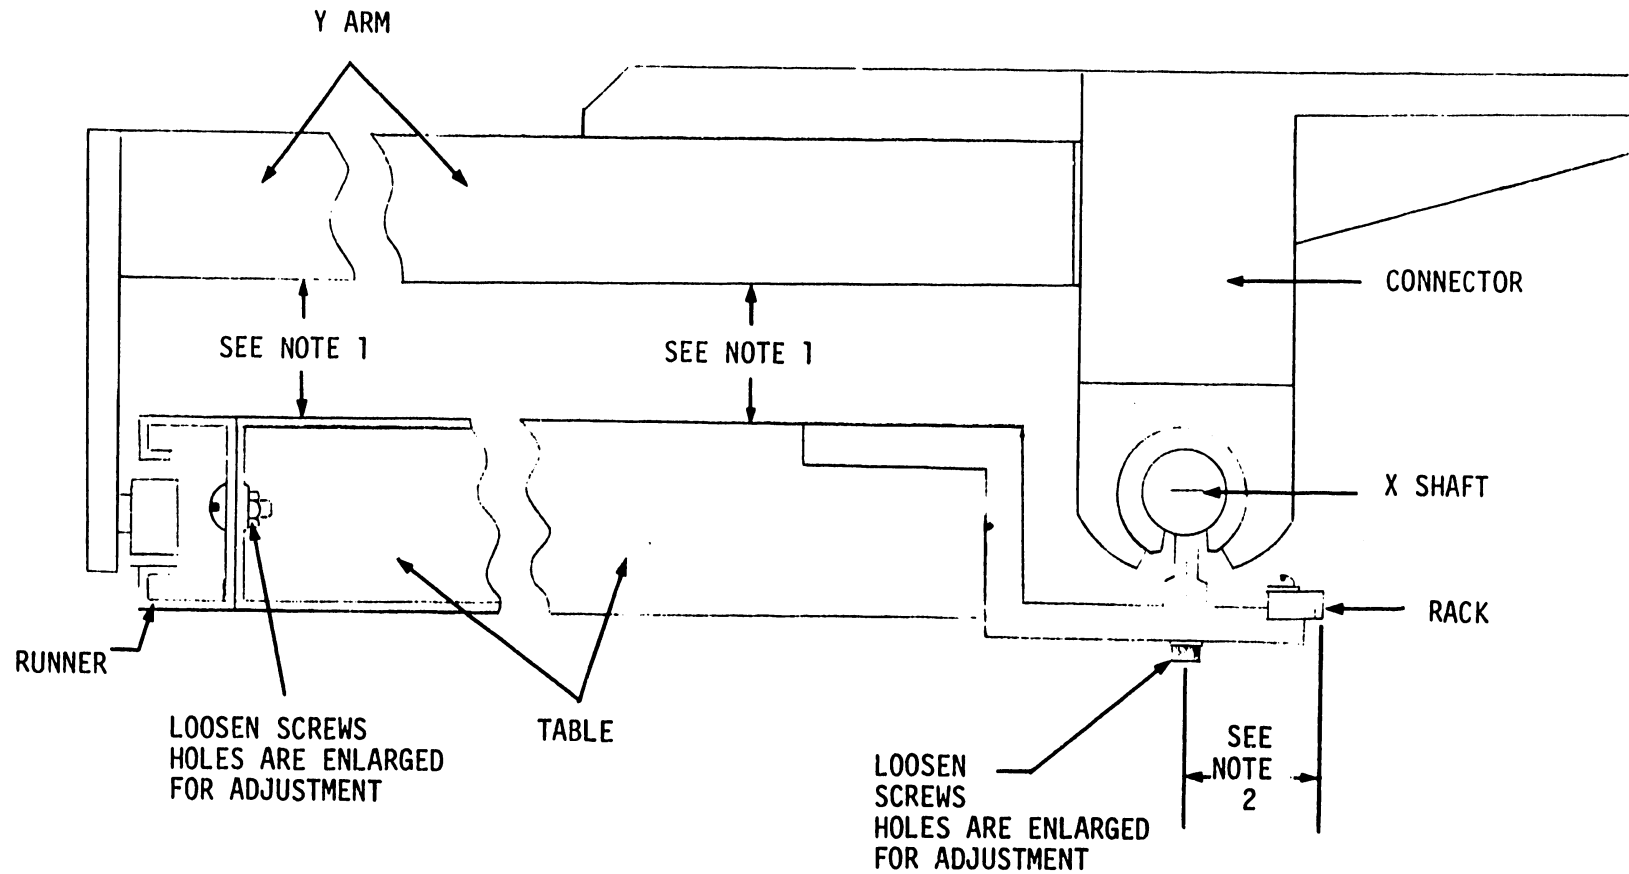 Y ARM
CONNECTOR
SEE NOTE 1
SEE NOTE 1
X SHAFT
RACK
RUNNER
LOOSEN SCREWS
HOLES ARE ENLARGED
FOR ADJUSTMENT
TABLE
LOOSEN
SCREWS
HOLES ARE ENLARGED
FOR ADJUSTMENT
SEE
NOTE
2